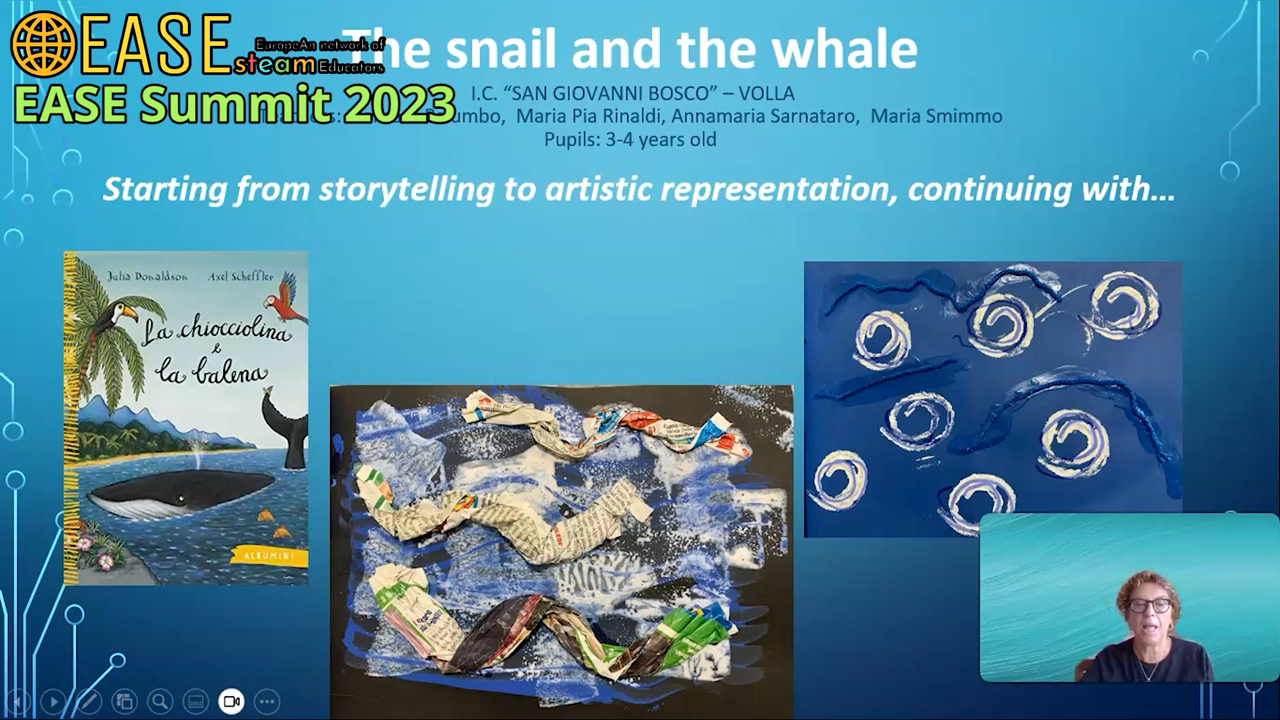 EASE
EuropeAn network of
steam Educators
EASE Summit 2023
The snail and the whale
I.C. “SAN GIOVANNI BOSCO” – VOLLA
Maria Pia Rinaldi, Annamaria Sarnataro, Maria Smimmo
Pupils: 3-4 years old
Starting from storytelling to artistic representation, continuing with...
Julia Donaldson Axel Scheffler
La chiocciolina
e
la balena
ALBUMINI